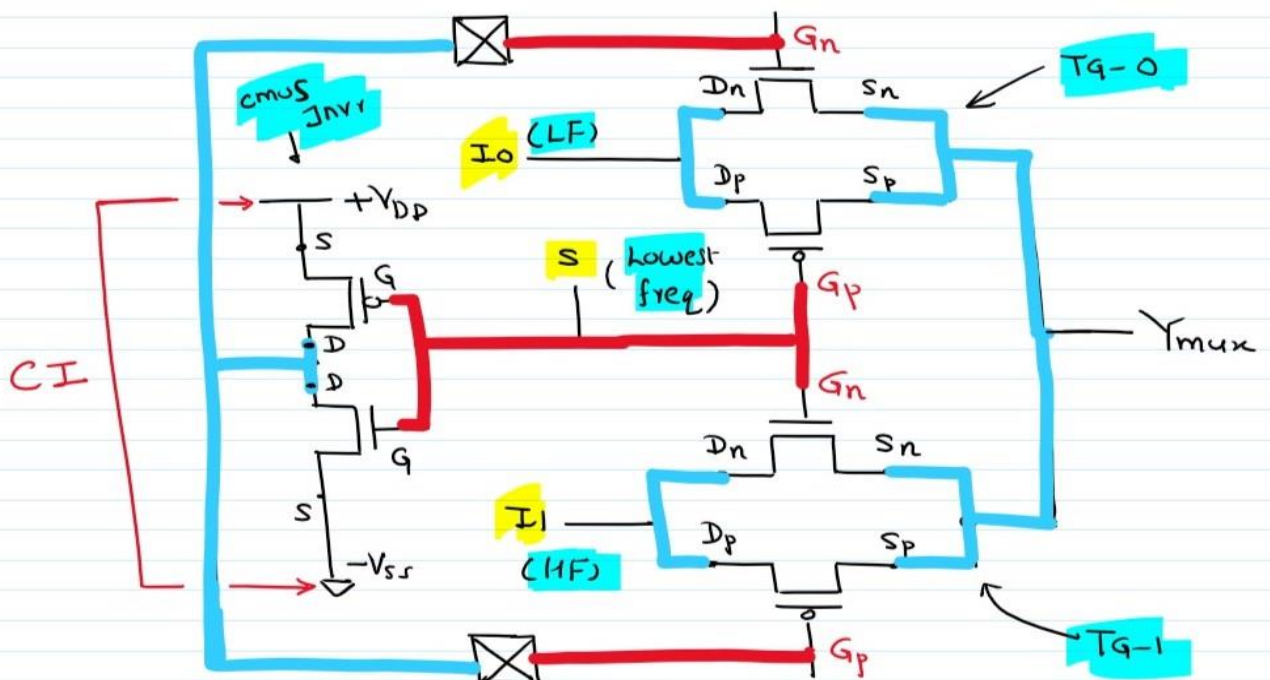 Gn
TG-0
cmos
Invr
Dn
Sn
I0 (LF)
Dp
Sp
+VDD
S
S (Lowest
freq)
G
Gp
D
Ymux
CI
D
Gn
G
Dn
Sn
S
I1
Dp
Sp
(HF)
-VSS
Gp
TG-1